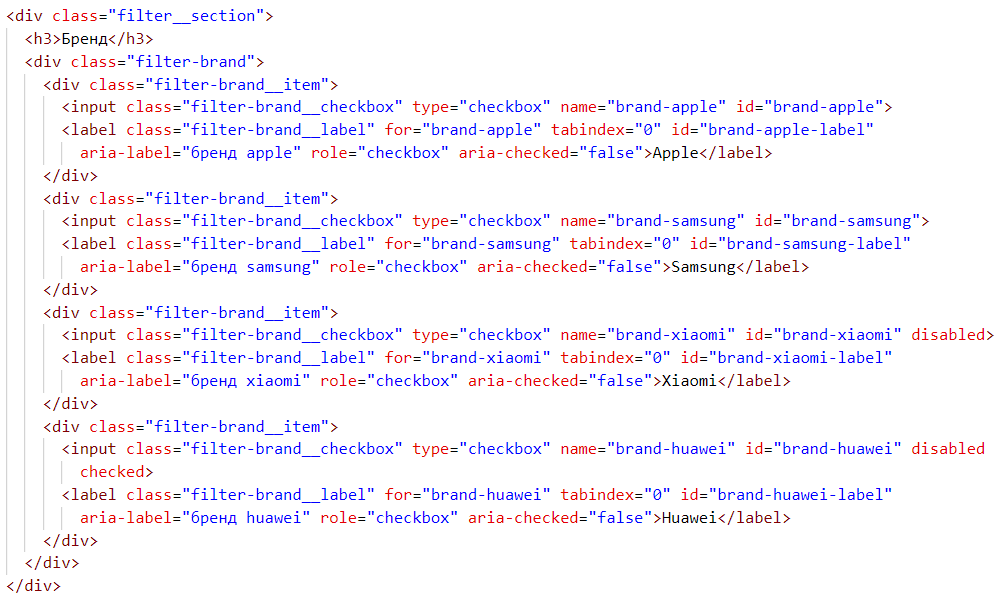 <div class="filter__section">
<h3>Бренд</h3>
<div class="filter-brand">
<div class="filter-brand__item">
<input class="filter-brand__checkbox" type="checkbox" name="brand-apple" id="brand-apple">
<label class="filter-brand__label" for="brand-apple" tabindex="0" id="brand-apple-label"
aria-label="бренд apple" role="checkbox" aria-checked="false">Apple</label>
</div>
<div class="filter-brand__item">
<input class="filter-brand__checkbox" type="checkbox" name="brand-samsung" id="brand-samsung">
<label class="filter-brand__label" for="brand-samsung" tabindex="0" id="brand-samsung-label"
aria-label="бренд samsung" role="checkbox" aria-checked="false">Samsung</label>
</div>
<div class="filter-brand__item">
<input class="filter-brand__checkbox" type="checkbox" name="brand-xiaomi" id="brand-xiaomi" disabled>
<label class="filter-brand__label" for="brand-xiaomi" tabindex="0" id="brand-xiaomi-label"
aria-label="бренд xiaomi" role="checkbox" aria-checked="false">Xiaomi</label>
</div>
<div class="filter-brand__item">
<input class="filter-brand__checkbox" type="checkbox" name="brand-huawei" id="brand-huawei" disabled
checked>
<label class="filter-brand__label" for="brand-huawei" tabindex="0" id="brand-huawei-label"
aria-label="бренд huawei" role="checkbox" aria-checked="false">Huawei</label>
</div>
</div>
</div>